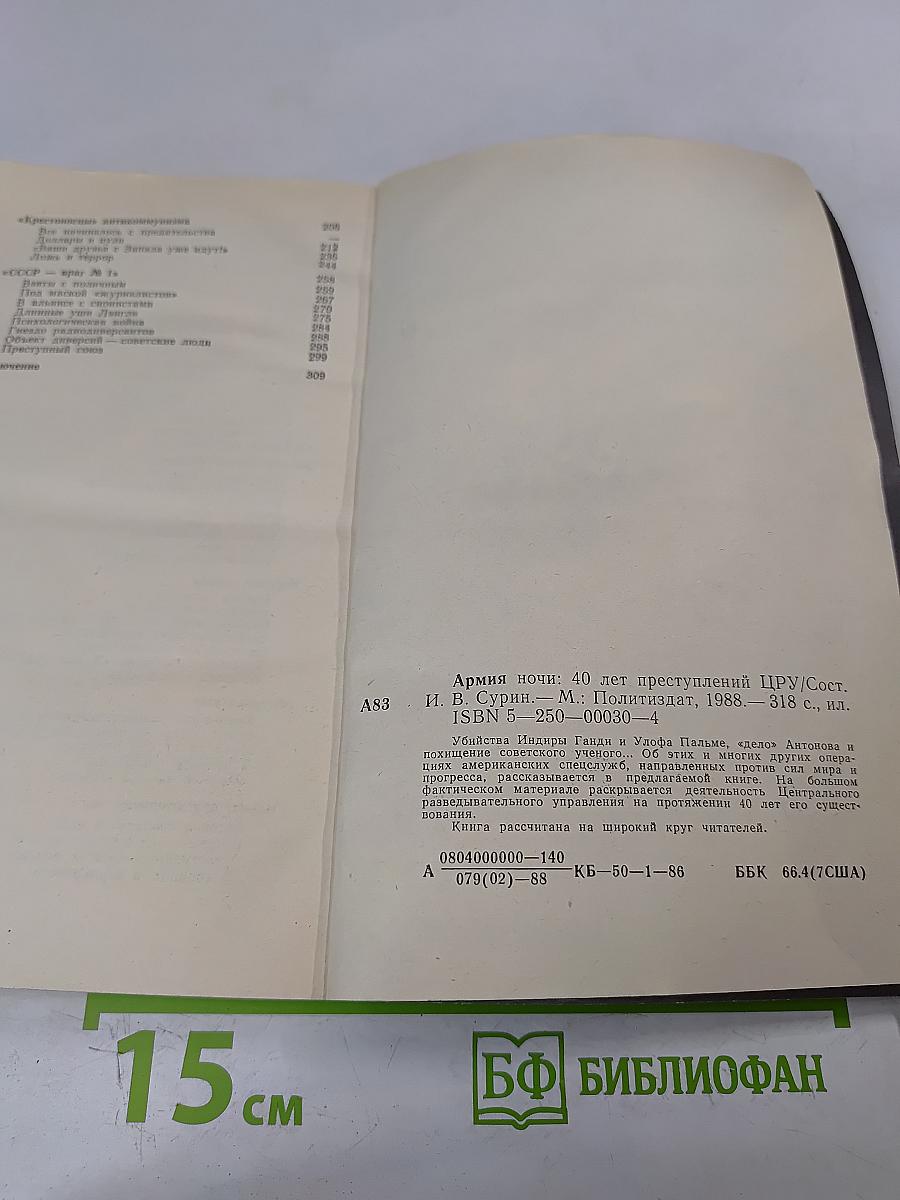 «Крестоносцы» антикоммунизма 205
Все начиналось с предательства —
Доллары и пули 212
«Ваши друзья с Запада уже идут!» 235
Ложь и террор 244
«СССР — враг № 1» 256
Взяты с поличным 259
Под маской «журналистов» 267
В альянсе с сионистами 270
Длинные уши Лэнгли 275
Психологическая война 284
Гнездо радиодиверсантов 288
Объект диверсий — советские люди 295
Преступный союз 299
ючение 309
Армия ночи: 40 лет преступлений ЦРУ/Сост.
А83 И. В. Сурин.— М.: Политиздат, 1988.— 318 с., ил.
ISBN 5—250—00030—4
Убийства Индиры Ганди и Улофа Пальме, «дело» Антонова и
похищение советского ученого... Об этих и многих других опера-
циях американских спецслужб, направленных против сил мира и
прогресса, рассказывается в предлагаемой книге. На большом
фактическом материале раскрывается деятельность Центрального
разведывательного управления на протяжении 40 лет его сущест-
вования.
Книга рассчитана на широкий круг читателей.
А 0804000000—140 / 079(02)—88 КБ—50—1—86 ББК 66.4(7США)
15 см
БФ БИБЛИОФАН